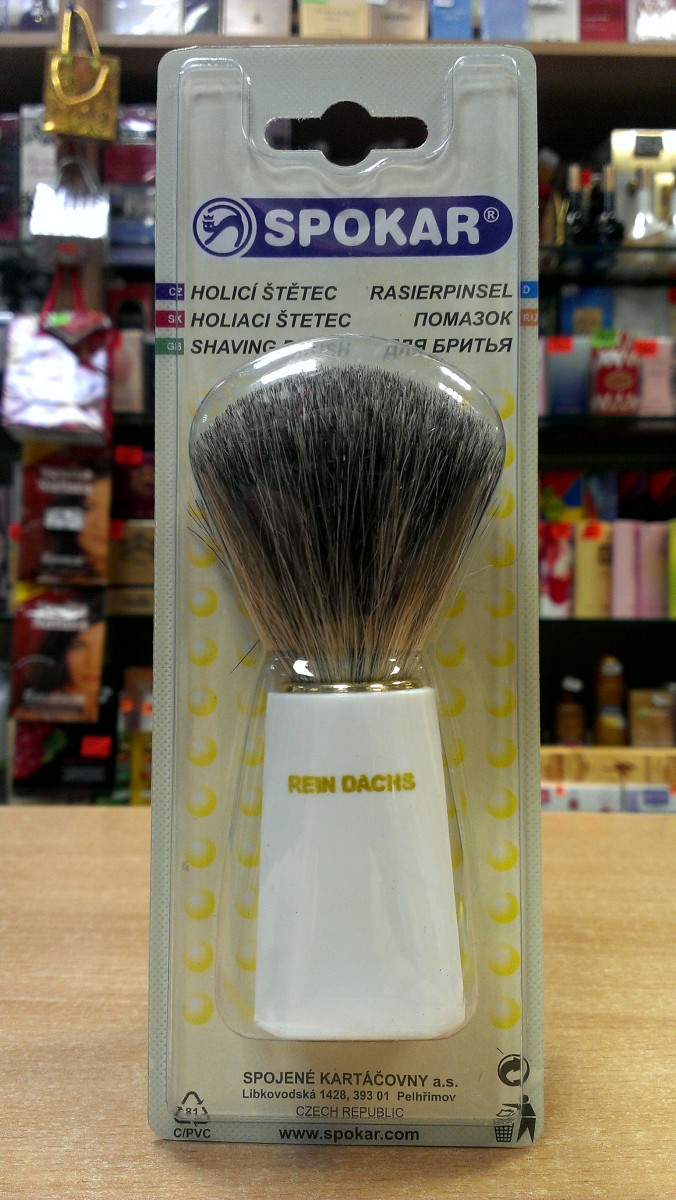 SPOKAR®
CZ HOLICÍ ŠTĚTEC RASIERPINSEL D
SK HOLIACI ŠTETEC ПОМАЗОК RU
GB SHAVING BRUSH ДЛЯ БРИТЬЯ
REIN DACHS
SPOJENÉ KARTÁČOVNY a.s.
Libkovodská 1428, 393 01 Pelhřimov
CZECH REPUBLIC
81
C/PVC
www.spokar.com